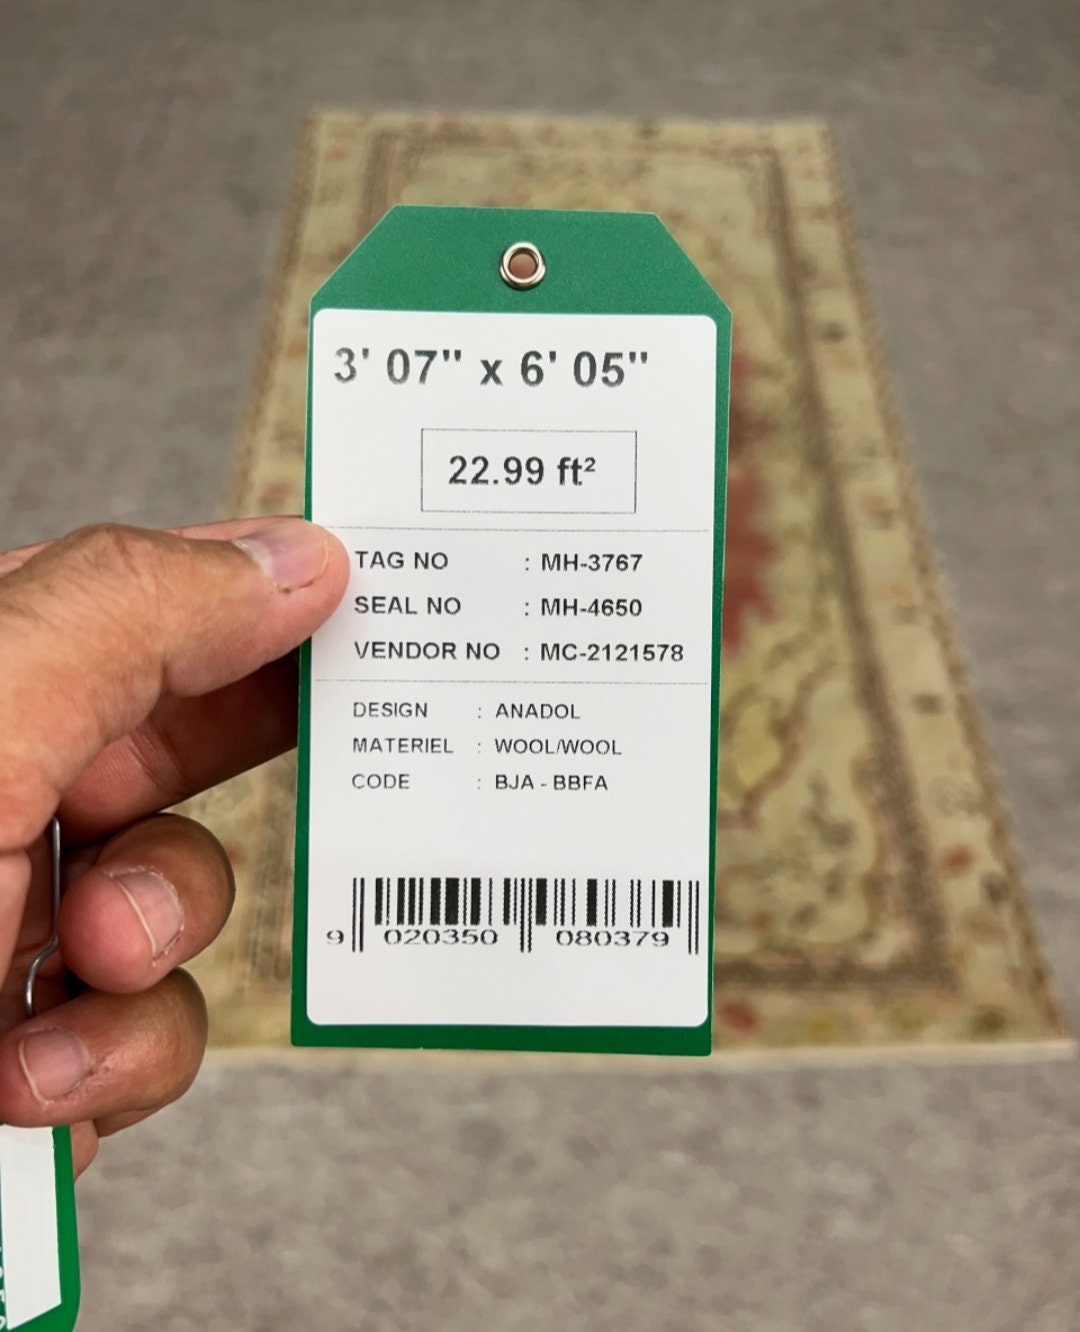 3' 07" x 6' 05"
22.99 ft²
TAG NO : MH-3767
SEAL NO : MH-4650
VENDOR NO : MC-2121578
DESIGN : ANADOL
MATERIEL : WOOL/WOOL
CODE : BJA - BBFA
9 020350 080379